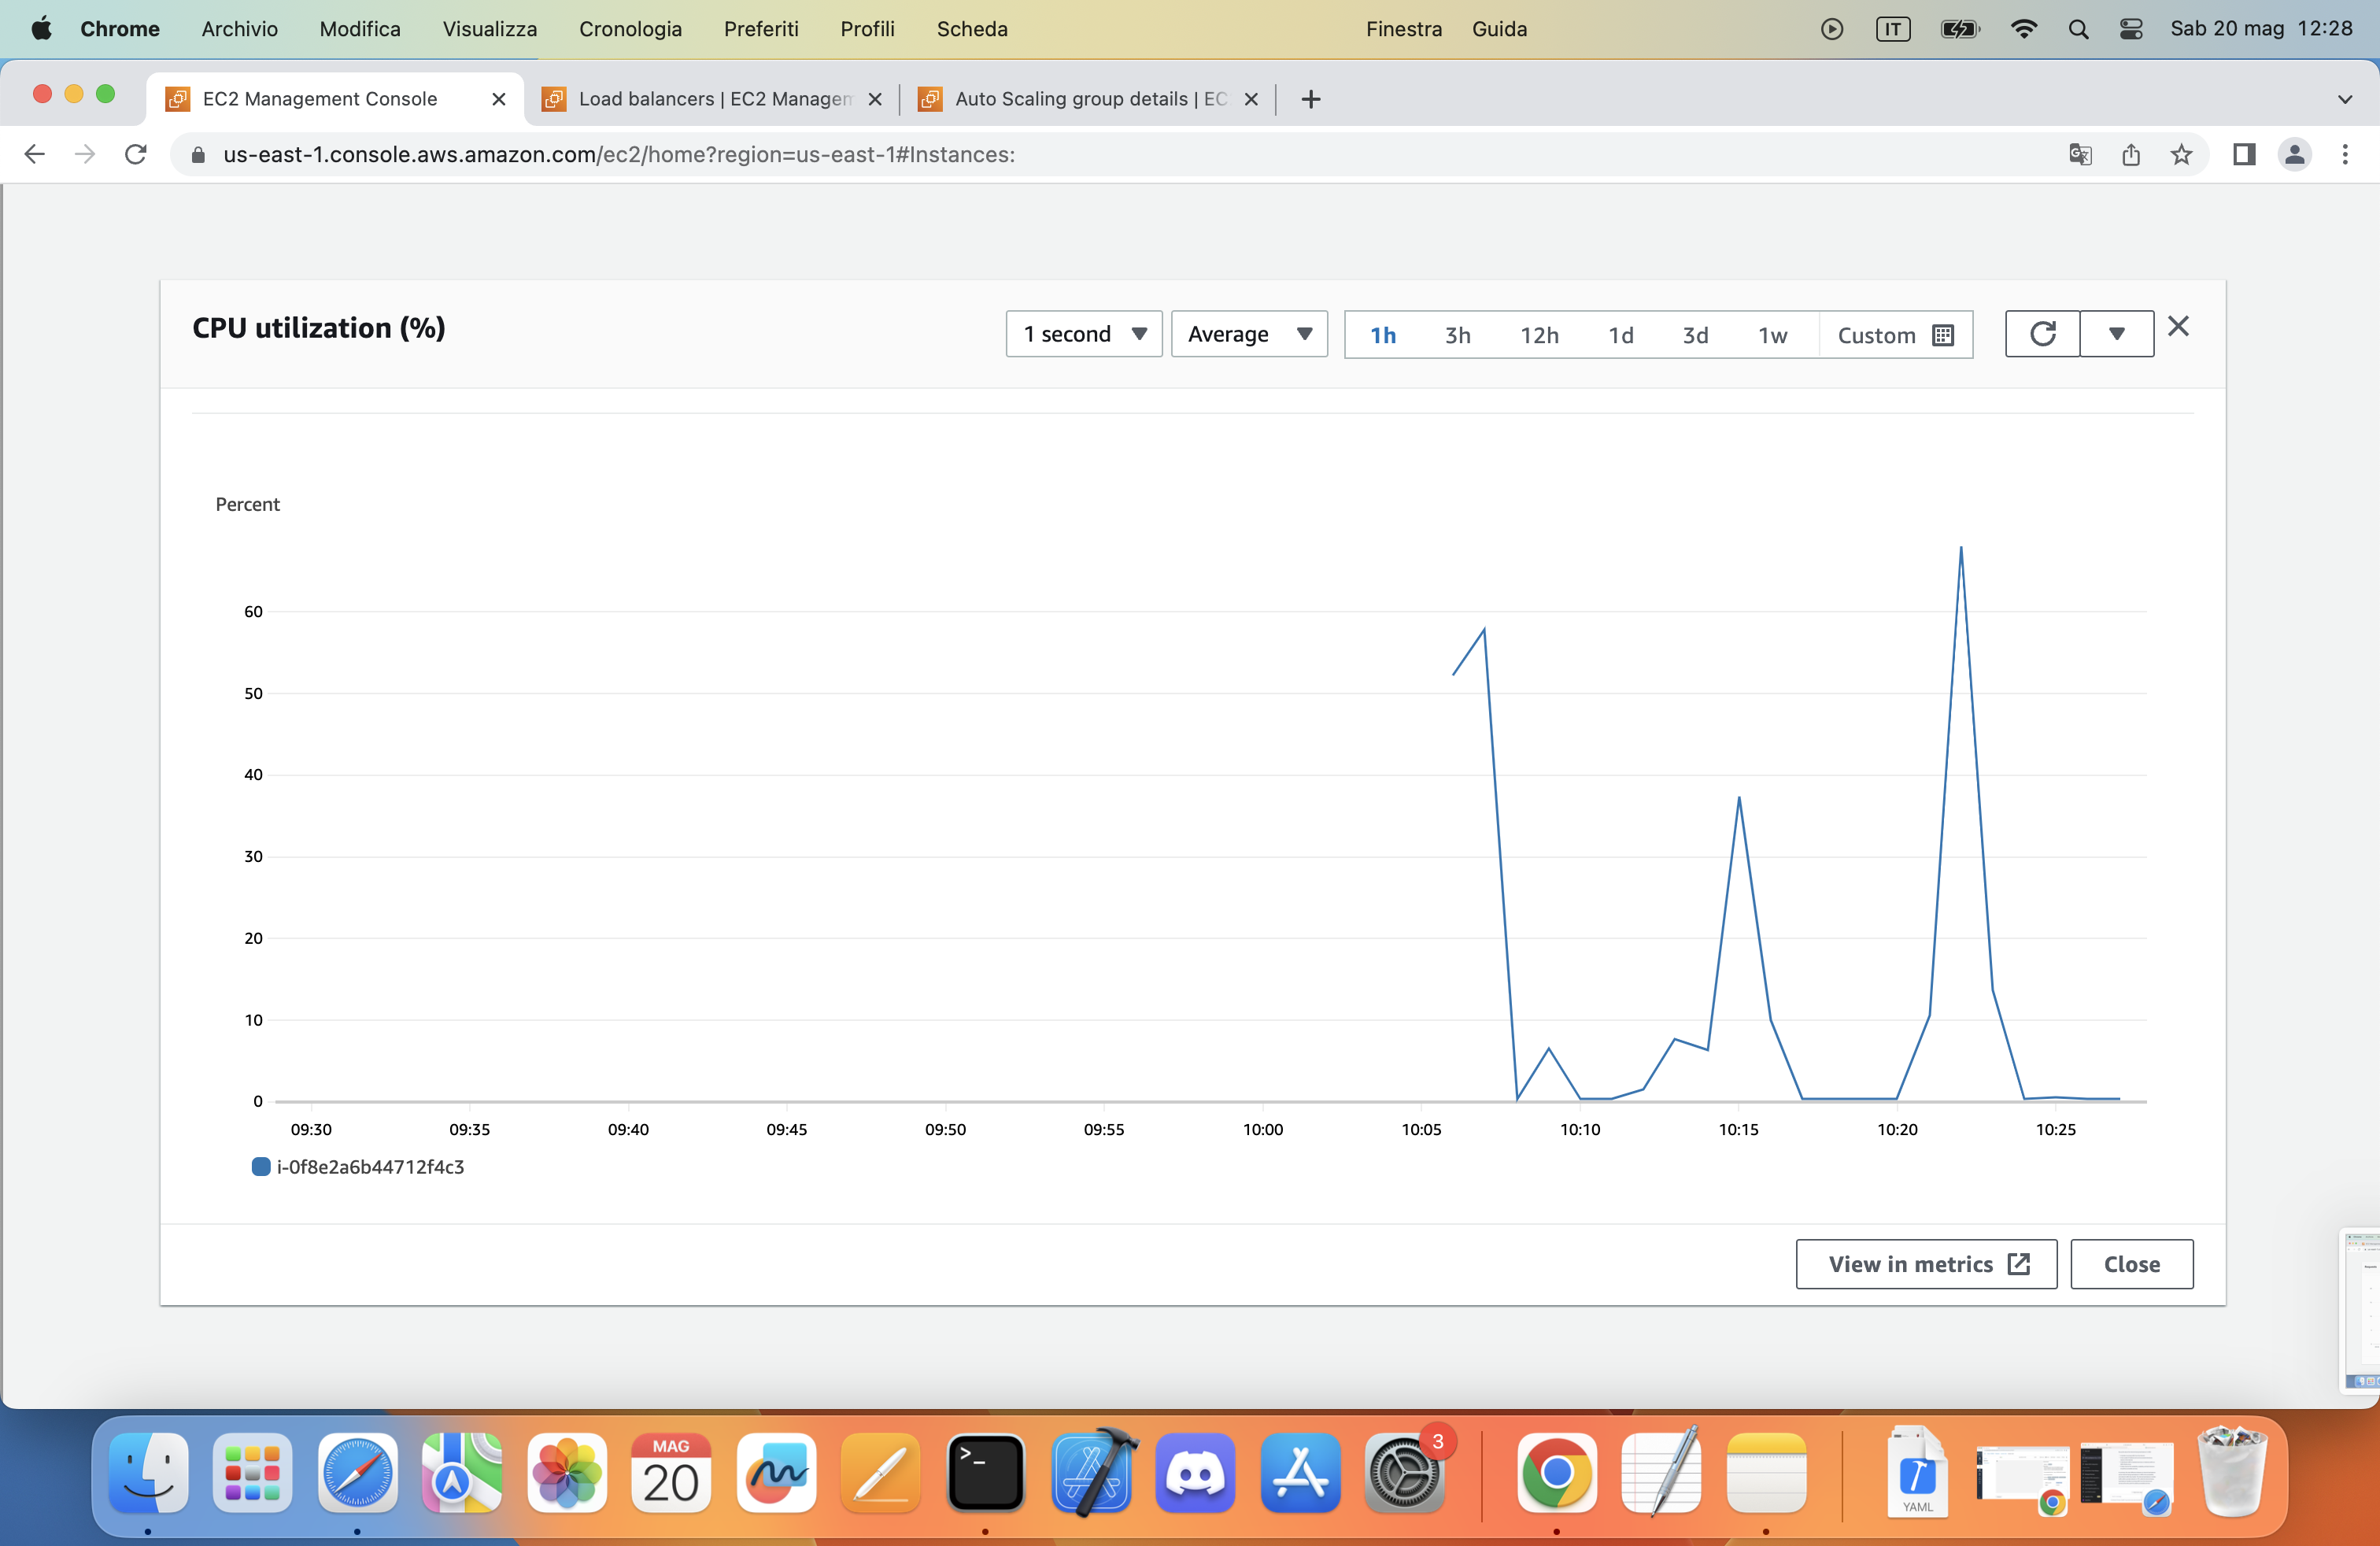 Chrome Archivio Modifica Visualizza Cronologia Preferiti Profili Scheda Finestra Guida IT Sab 20 mag 12:28
EC2 Management Console Load balancers | EC2 Managem Auto Scaling group details | EC
us-east-1.console.aws.amazon.com/ec2/home?region=us-east-1#Instances:
CPU utilization (%) 1 second Average 1h 3h 12h 1d 3d 1w Custom
Percent
60
50
40
30
20
10
0
09:30 09:35 09:40 09:45 09:50 09:55 10:00 10:05 10:10 10:15 10:20 10:25
i-0f8e2a6b44712f4c3
View in metrics Close
MAG
20
3
YAML